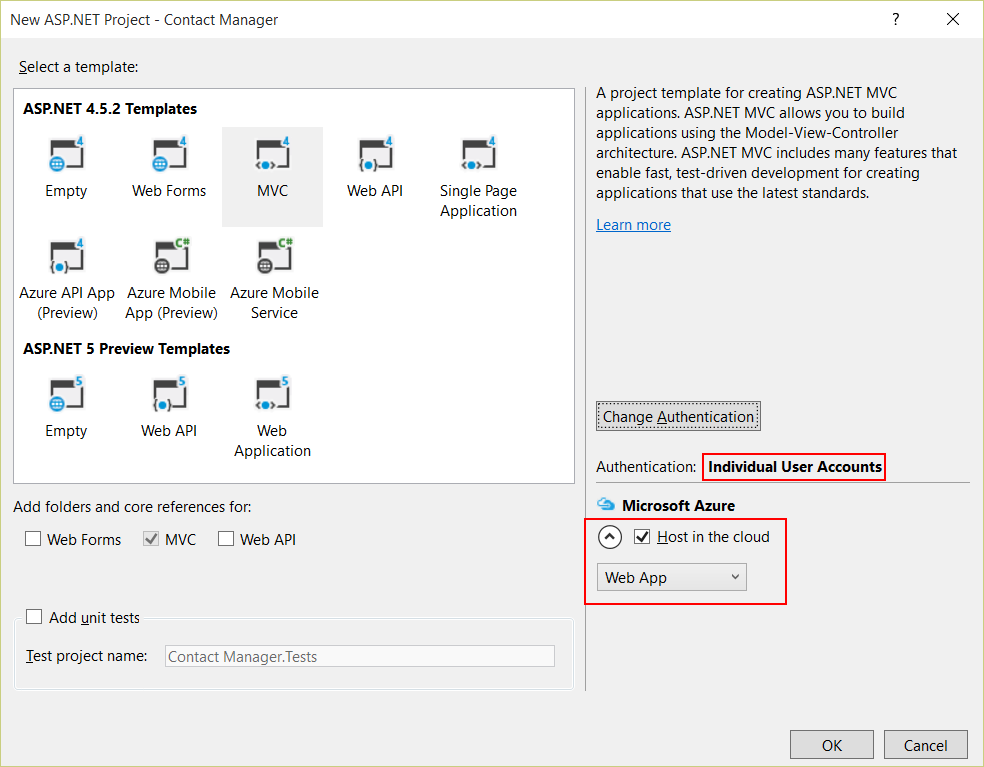 New ASP.NET Project - Contact Manager
?
Select a template:
ASP.NET 4.5.2 Templates
4 4 4 4 4
Empty Web Forms MVC Web API Single Page
Application
4 C# C#
Azure API App Azure Mobile Azure Mobile
(Preview) App (Preview) Service
ASP.NET 5 Preview Templates
5 5 5
Empty Web API Web
Application
Add folders and core references for:
Web Forms MVC Web API
Add unit tests
Test project name: Contact Manager.Tests
A project template for creating ASP.NET MVC
applications. ASP.NET MVC allows you to build
applications using the Model-View-Controller
architecture. ASP.NET MVC includes many features that
enable fast, test-driven development for creating
applications that use the latest standards.
Learn more
Change Authentication
Authentication: Individual User Accounts
Microsoft Azure
Host in the cloud
Web App
OK Cancel